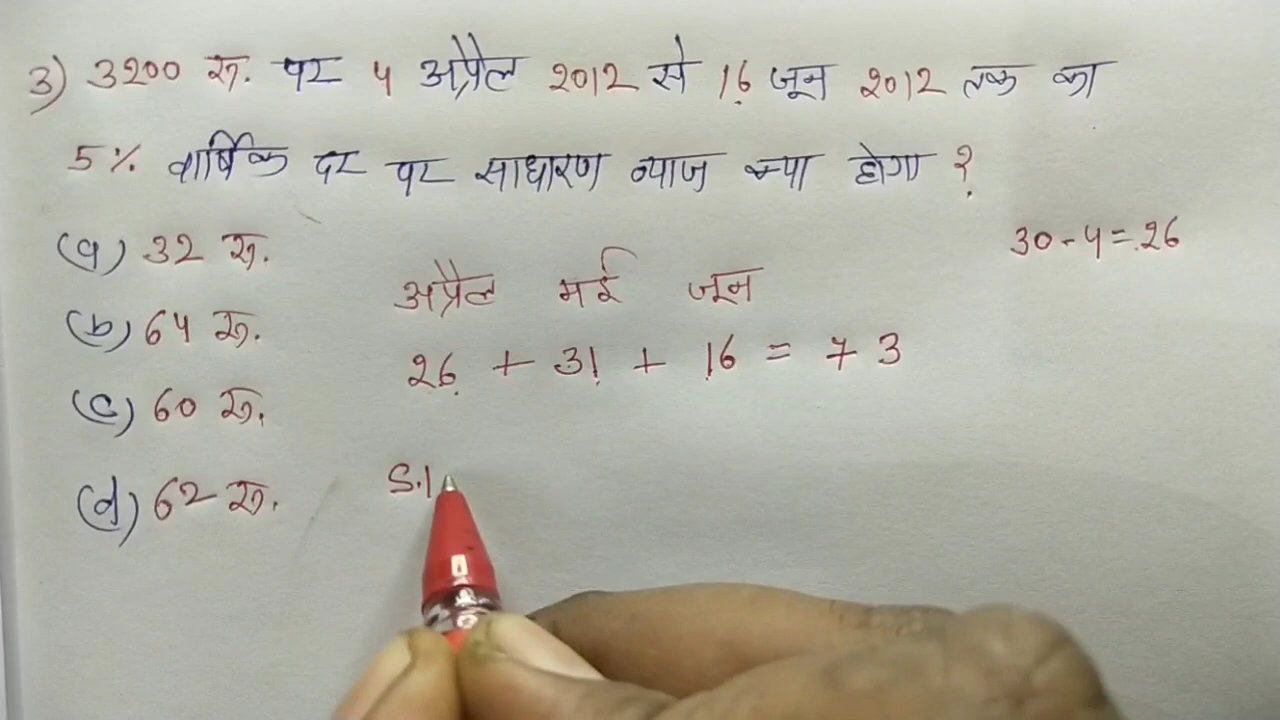 3) 3200 रु. पर 4 अप्रैल 2012 से 16 जून 2012 तक का
5% वार्षिक दर पर साधारण ब्याज क्या होगा ?
30-4=26
(a) 32 रु.
अप्रैल मई जून
(b) 64 रु.
26 + 31 + 16 = 73
(c) 60 रु.
S.I
(d) 62 रु.